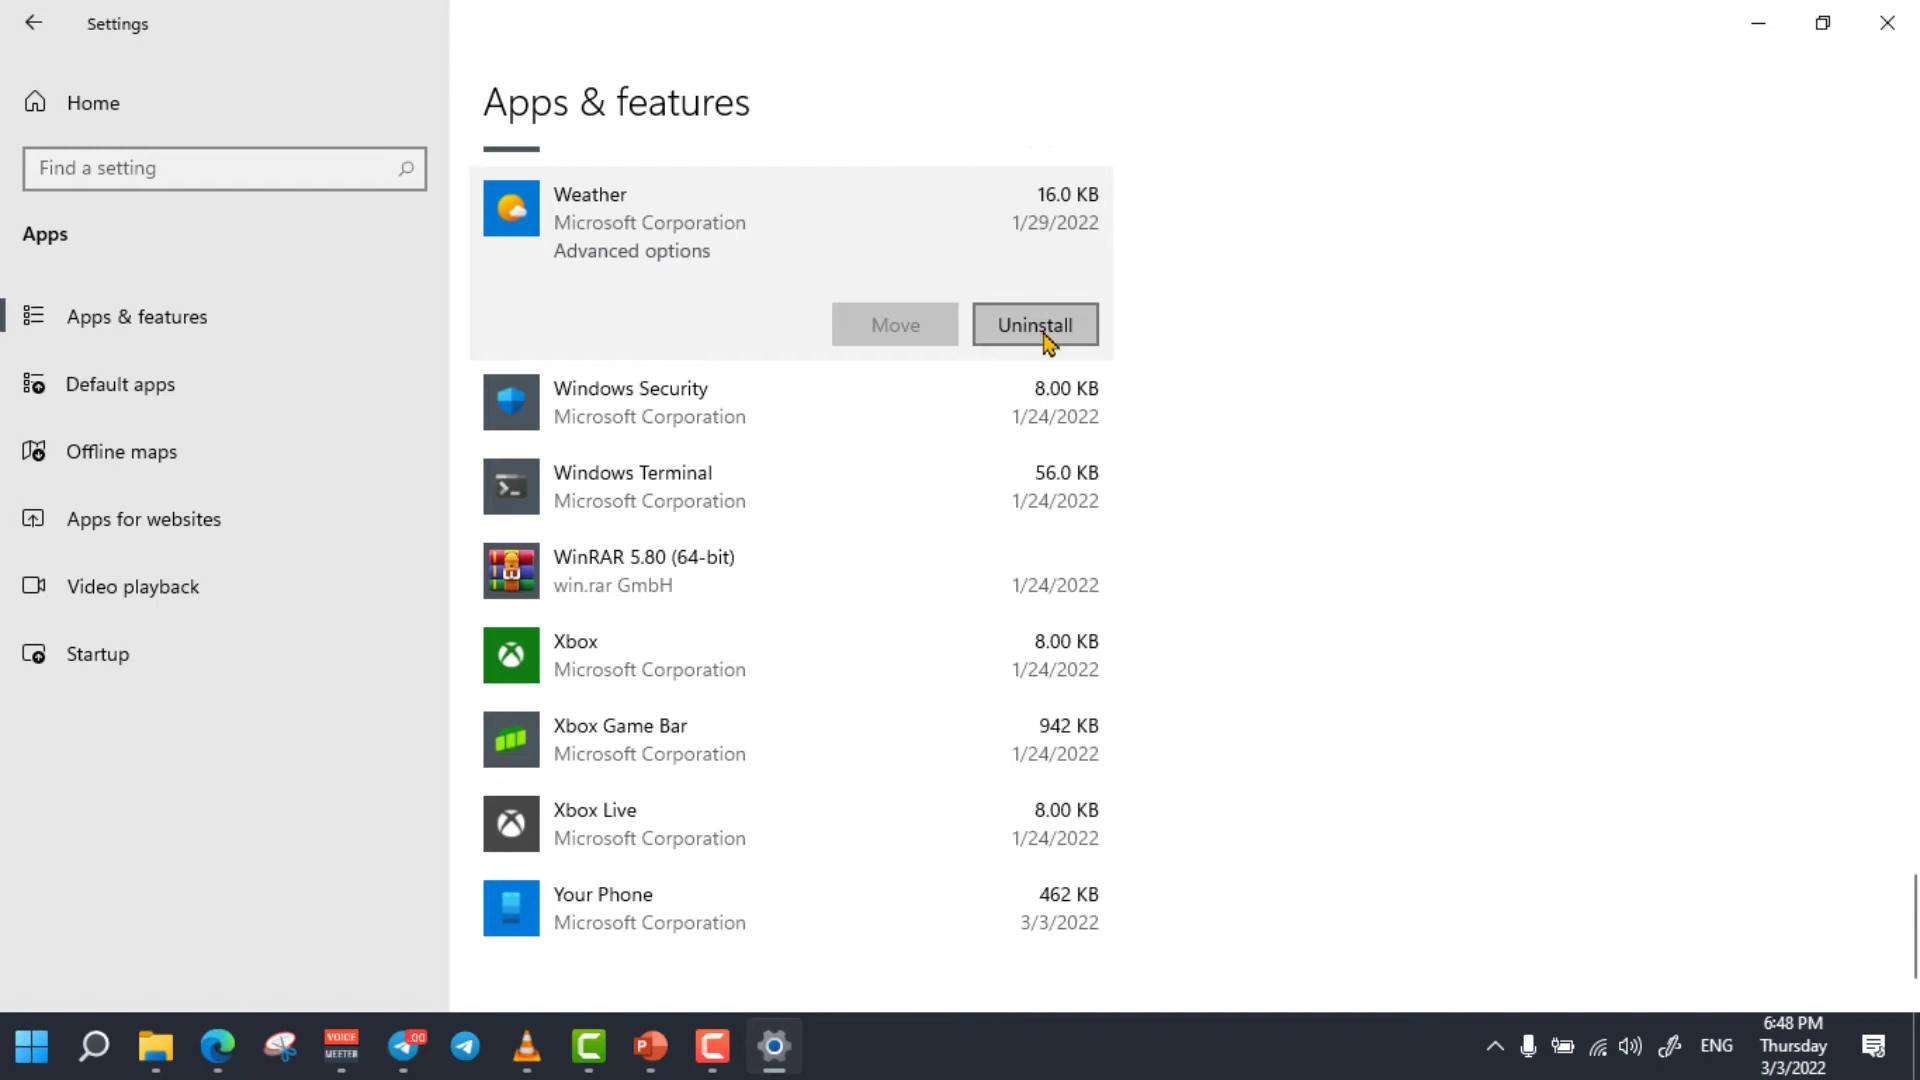 Settings
Home
Find a setting
Apps
Apps & features
Default apps
Offline maps
Apps for websites
Video playback
Startup
Apps & features
Weather 16.0 KB
Microsoft Corporation 1/29/2022
Advanced options
Move Uninstall
Windows Security 8.00 KB
Microsoft Corporation 1/24/2022
Windows Terminal 56.0 KB
Microsoft Corporation 1/24/2022
WinRAR 5.80 (64-bit)
win.rar GmbH 1/24/2022
Xbox 8.00 KB
Microsoft Corporation 1/24/2022
Xbox Game Bar 942 KB
Microsoft Corporation 1/24/2022
Xbox Live 8.00 KB
Microsoft Corporation 1/24/2022
Your Phone 462 KB
Microsoft Corporation 3/3/2022
VOICE
MEETER
.00
P
ENG
6:48 PM
Thursday
3/3/2022